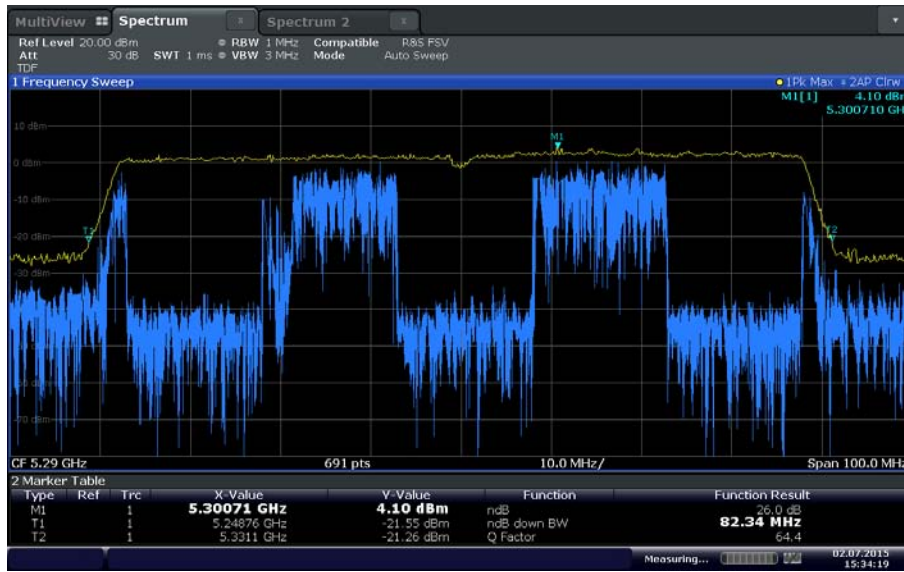 MultiView Spectrum x Spectrum 2 x
Ref Level 20.00 dBm RBW 1 MHz Compatible R&S FSV
Att 30 dB SWT 1 ms VBW 3 MHz Mode Auto Sweep
TDF
1 Frequency Sweep 1Pk Max 2AP Clrw
M1[1] 4.10 dBm
5.300710 GH
10 dBm
M1
0 dBm
-10 dBm
T1
T2
-20 dBm
-30 dBm
-70 dBm
CF 5.29 GHz 691 pts 10.0 MHz/ Span 100.0 MHz
2 Marker Table
Type Ref Trc X-Value Y-Value Function Function Result
M1 1 5.30071 GHz 4.10 dBm ndB 26.0 dB
T1 1 5.24876 GHz -21.55 dBm ndB down BW 82.34 MHz
T2 1 5.3311 GHz -21.26 dBm Q Factor 64.4
Measuring... 02.07.2015
15:34:19